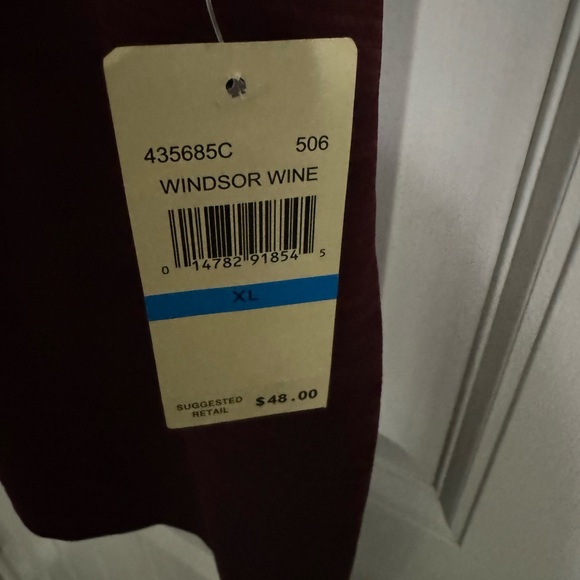 435685C 506
WINDSOR WINE
0 14782 91854 5
XL
SUGGESTED
RETAIL $48.00